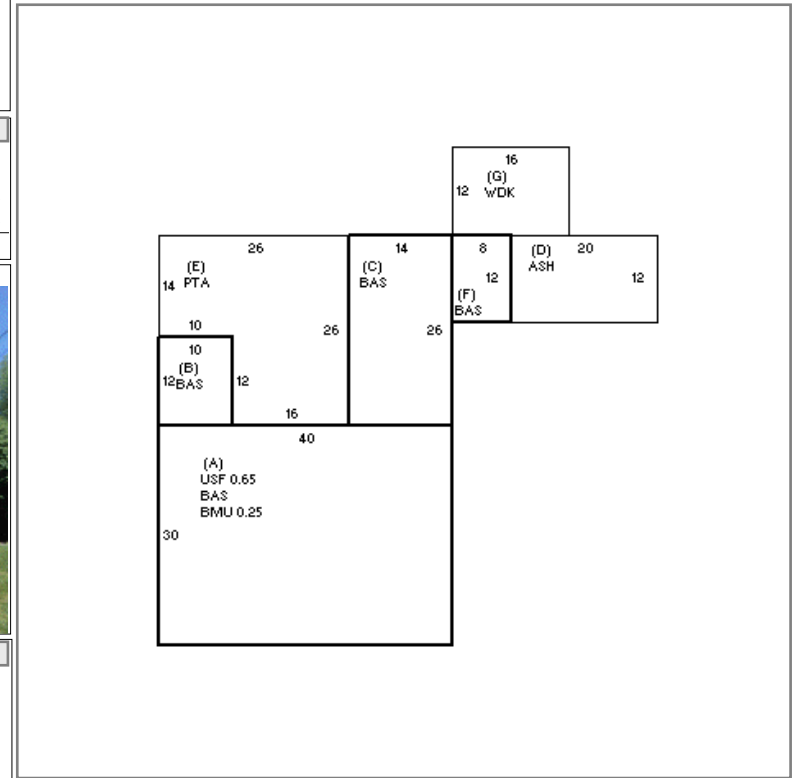 16
(G)
12 WDK
26
14
8
(D) 20
ASH
(E)
14 PTA
(C)
BAS
12
12
(F)
BAS
10
26
26
10
(B)
12 BAS
12
16
40
(A)
USF 0.65
BAS
BMU 0.25
30